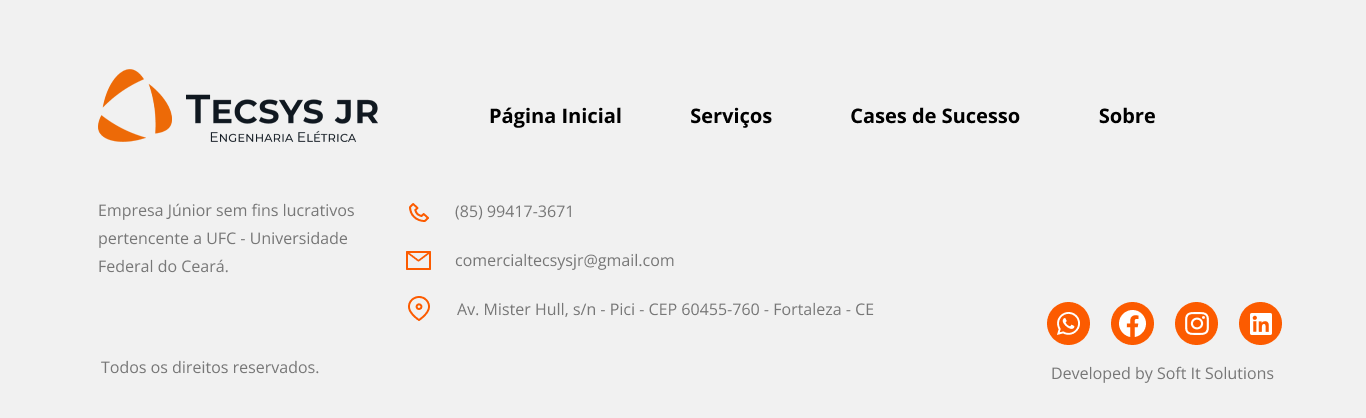 TECSYS JR
ENGENHARIA ELÉTRICA
Página Inicial
Serviços
Cases de Sucesso
Sobre
Empresa Júnior sem fins lucrativos
pertencente a UFC - Universidade
Federal do Ceará.
(85) 99417-3671
comercialtecsysjr@gmail.com
Av. Mister Hull, s/n - Pici - CEP 60455-760 - Fortaleza - CE
Todos os direitos reservados.
in
Developed by Soft It Solutions